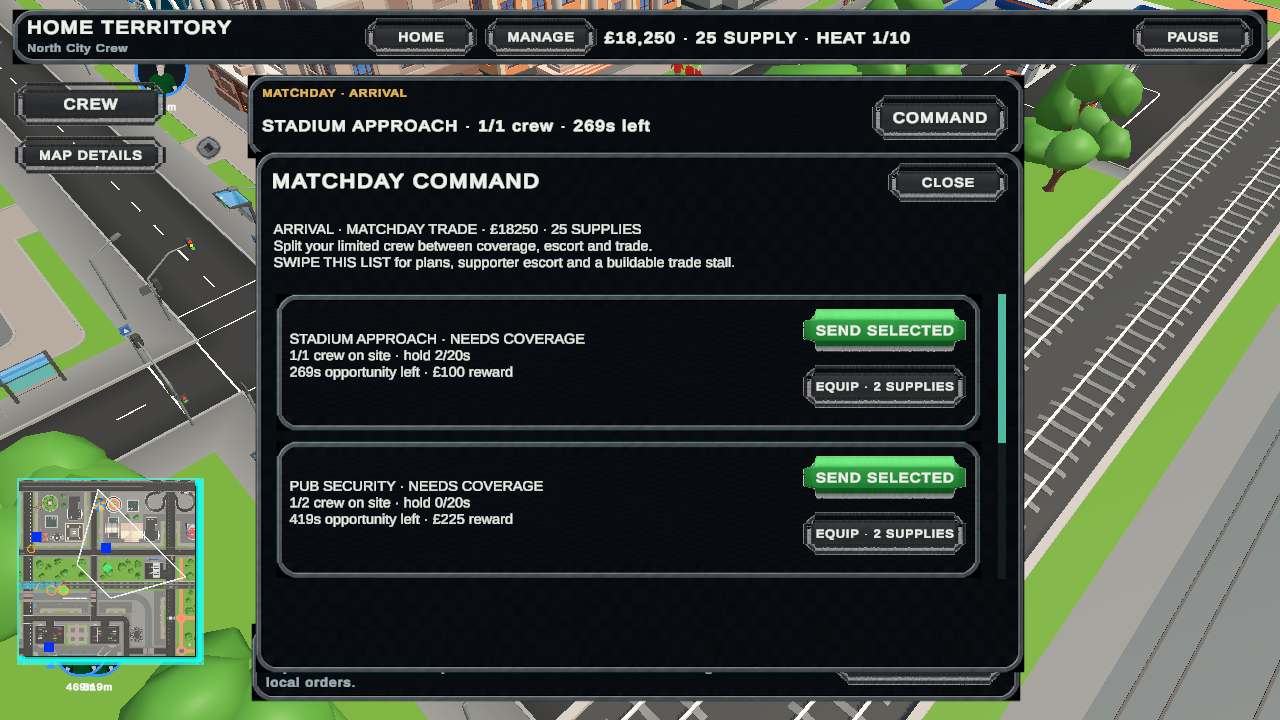 HOME TERRITORY
North City Crew
HOME
MANAGE
£18,250 · 25 SUPPLY · HEAT 1/10
PAUSE
CREW
MAP DETAILS
MATCHDAY · ARRIVAL
STADIUM APPROACH · 1/1 crew · 269s left
COMMAND
MATCHDAY COMMAND
CLOSE
ARRIVAL · MATCHDAY TRADE · £18250 · 25 SUPPLIES
Split your limited crew between coverage, escort and trade.
SWIPE THIS LIST for plans, supporter escort and a buildable trade stall.
STADIUM APPROACH · NEEDS COVERAGE
1/1 crew on site · hold 2/20s
269s opportunity left · £100 reward
SEND SELECTED
EQUIP · 2 SUPPLIES
PUB SECURITY · NEEDS COVERAGE
1/2 crew on site · hold 0/20s
419s opportunity left · £225 reward
SEND SELECTED
EQUIP · 2 SUPPLIES
local orders.